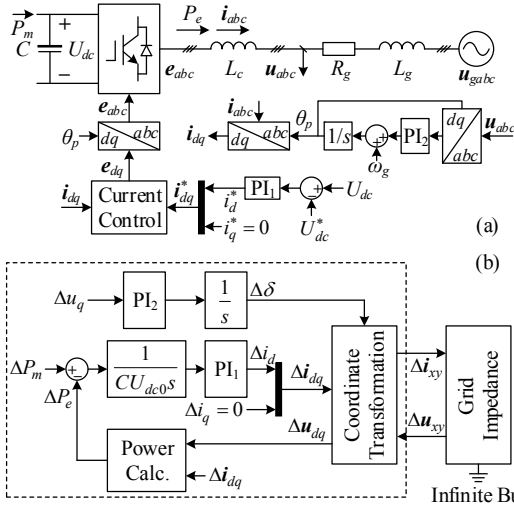 P_m
C
+
U_dc
−
P_e
i_abc
e_abc
L_c
u_abc
R_g
L_g
u_gabc
e_abc
θ_p
dq
abc
e_dq
i_dq
Current
Control
i*_dq
i_abc
i_dq
dq
abc
θ_p
1/s
+
+
ω_g
PI_2
dq
abc
u_abc
i*_d
PI_1
−
+
U_dc
U*_dc
i*_q = 0
(a)
(b)
Δu_q
PI_2
1
s
Δδ
ΔP_m
+
−
ΔP_e
1
CU_dc0 s
PI_1
Δi_d
Δi_q = 0
Δi_dq
Δu_dq
Power
Calc.
Δi_dq
Coordinate
Transformation
Δi_xy
Δu_xy
Grid
Impedance
Infinite Bu